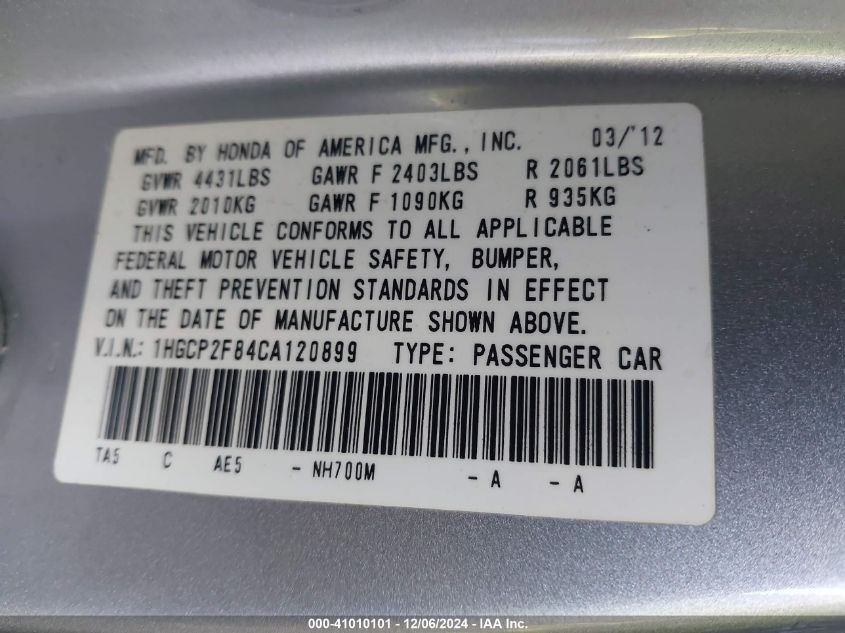 MFD. BY HONDA OF AMERICA MFG., INC. 03/'12
GVWR 4431LBS GAWR F 2403LBS R 2061LBS
GVWR 2010KG GAWR F 1090KG R 935KG
THIS VEHICLE CONFORMS TO ALL APPLICABLE
FEDERAL MOTOR VEHICLE SAFETY, BUMPER,
AND THEFT PREVENTION STANDARDS IN EFFECT
ON THE DATE OF MANUFACTURE SHOWN ABOVE.
V.I.N.: 1HGCP2F84CA120899 TYPE: PASSENGER CAR
TA5 C AE5 - NH700M - A - A
000-41010101 - 12/06/2024 - IAA Inc.